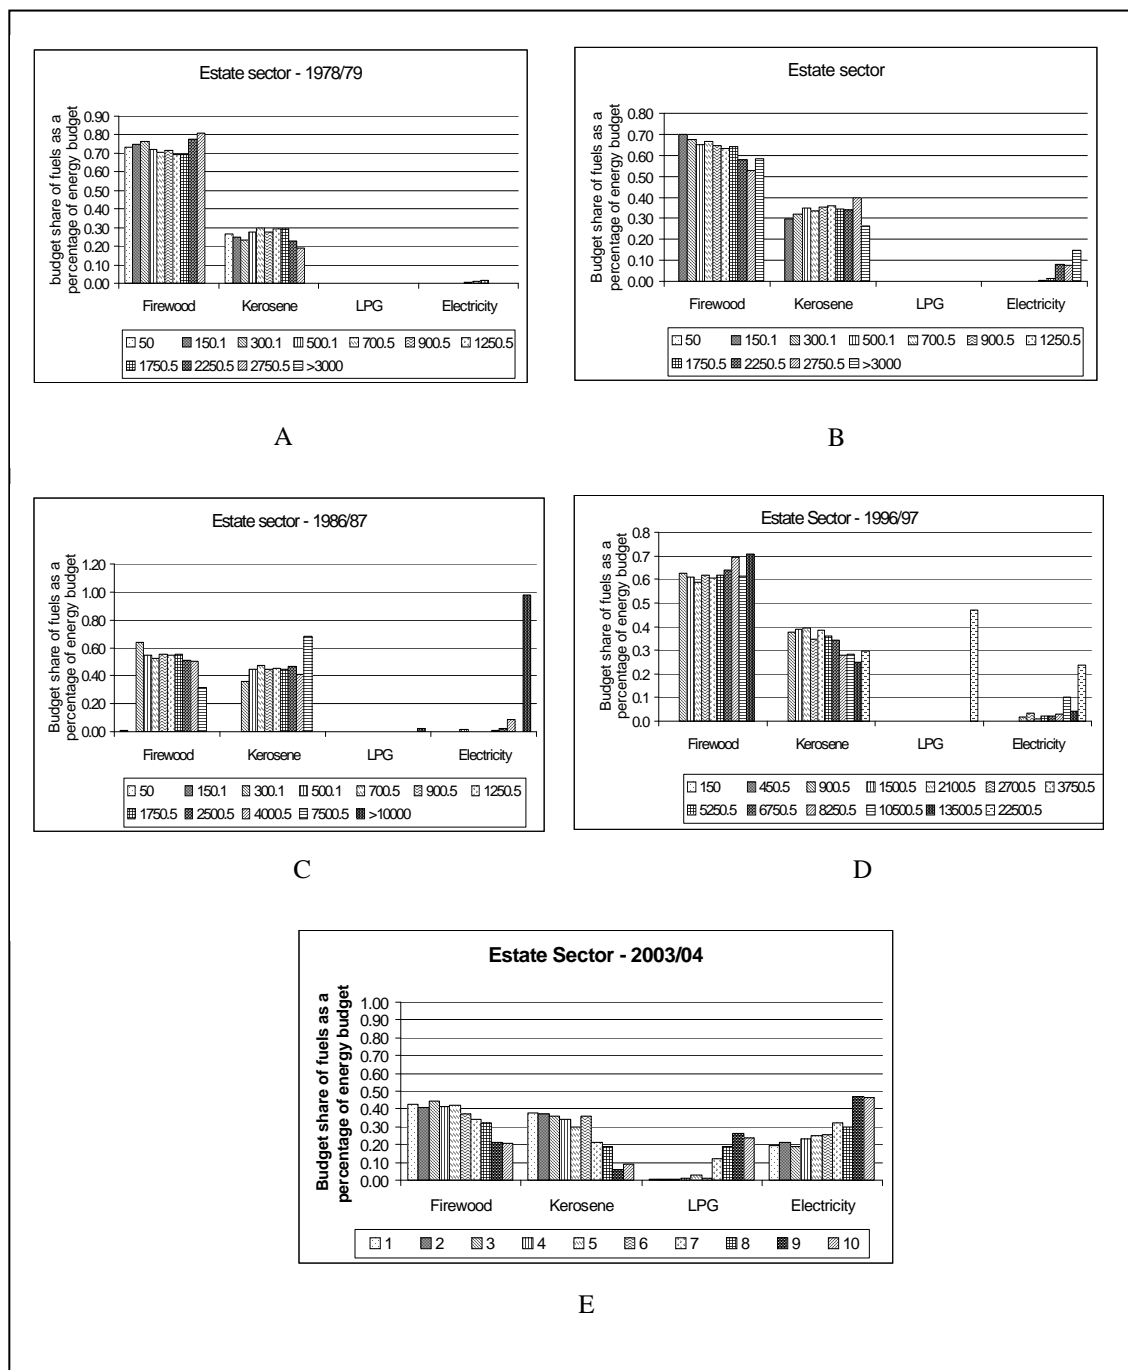 Estate sector - 1978/79
budget share of fuels as a
percentage of energy budget
0.90
0.80
0.70
0.60
0.50
0.40
0.30
0.20
0.10
0.00
Firewood Kerosene LPG Electricity
50 150.1 300.1 500.1 700.5 900.5 1250.5
1750.5 2250.5 2750.5 >3000
A
Estate sector
Budget share of fuels as a
percentage of energy budget
0.80
0.70
0.60
0.50
0.40
0.30
0.20
0.10
0.00
Firewood Kerosene LPG Electricity
50 150.1 300.1 500.1 700.5 900.5 1250.5
1750.5 2250.5 2750.5 >3000
B
Estate sector - 1986/87
Budget share of fuels as a
percentage of energy budget
1.20
1.00
0.80
0.60
0.40
0.20
0.00
Firewood Kerosene LPG Electricity
50 150.1 300.1 500.1 700.5 900.5 1250.5
1750.5 2500.5 4000.5 7500.5 >10000
C
Estate Sector - 1996/97
Budget share of fuels as a
percentage of energy budget
0.8
0.7
0.6
0.5
0.4
0.3
0.2
0.1
0.0
Firewood Kerosene LPG Electricity
150 450.5 900.5 1500.5 2100.5 2700.5 3750.5
5250.5 6750.5 8250.5 10500.5 13500.5 22500.5
D
Estate Sector - 2003/04
Budget share of fuels as a
percentage of energy budget
1.00
0.90
0.80
0.70
0.60
0.50
0.40
0.30
0.20
0.10
0.00
Firewood Kerosene LPG Electricity
1 2 3 4 5 6 7 8 9 10
E